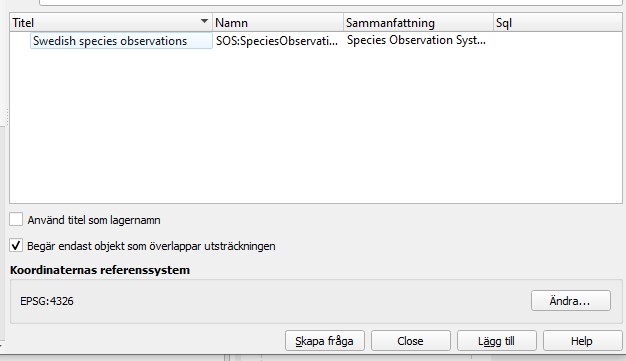 Titel Namn Sammanfattning Sql
Swedish species observations SOS:SpeciesObservati... Species Observation Syst...
Använd titel som lagernamn
Begär endast objekt som överlappar utsträckningen
Koordinaternas referenssystem
EPSG:4326 Ändra...
Skapa fråga Close Lägg till Help